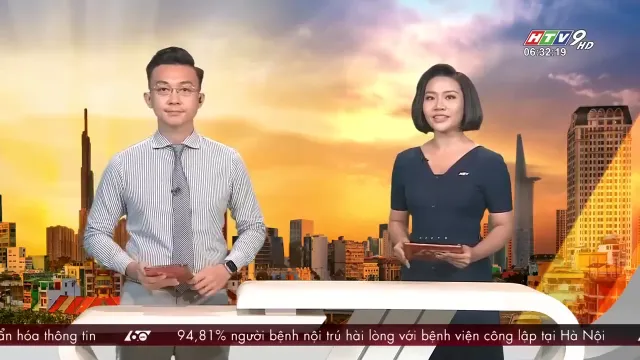 HTV9 HD
06:32:19
HTV
ẩn hóa thông tin 94,81% người bệnh nội trú hài lòng với bệnh viện công lập tại Hà Nội